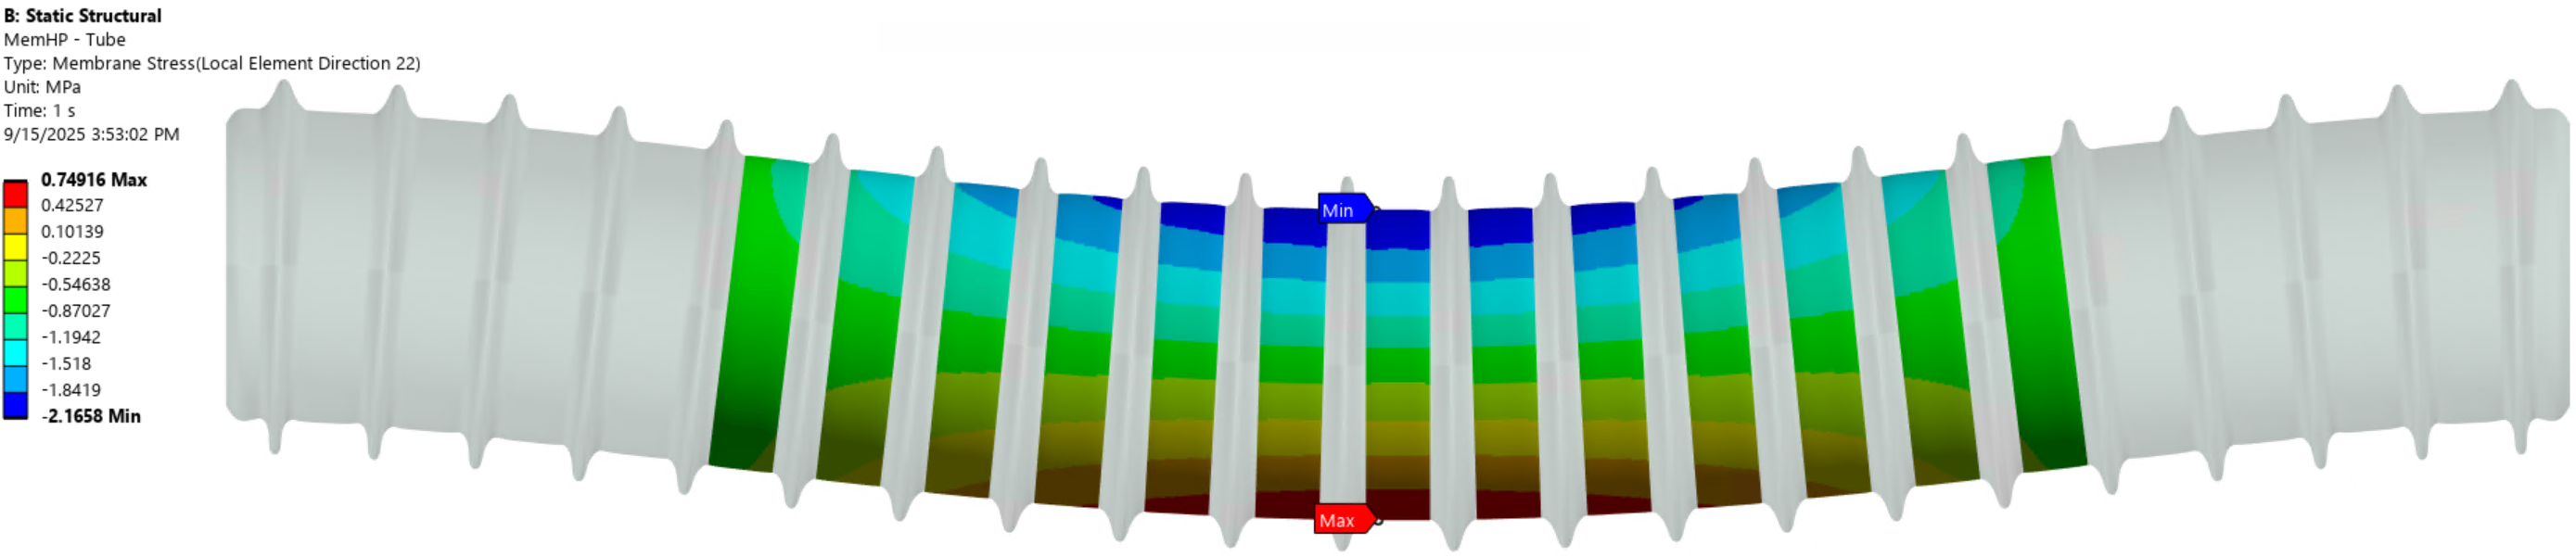 B: Static Structural
MemHP - Tube
Type: Membrane Stress(Local Element Direction 22)
Unit: MPa
Time: 1 s
9/15/2025 3:53:02 PM
0.74916 Max
0.42527
0.10139
-0.2225
-0.54638
-0.87027
-1.1942
-1.518
-1.8419
-2.1658 Min
Min
Max